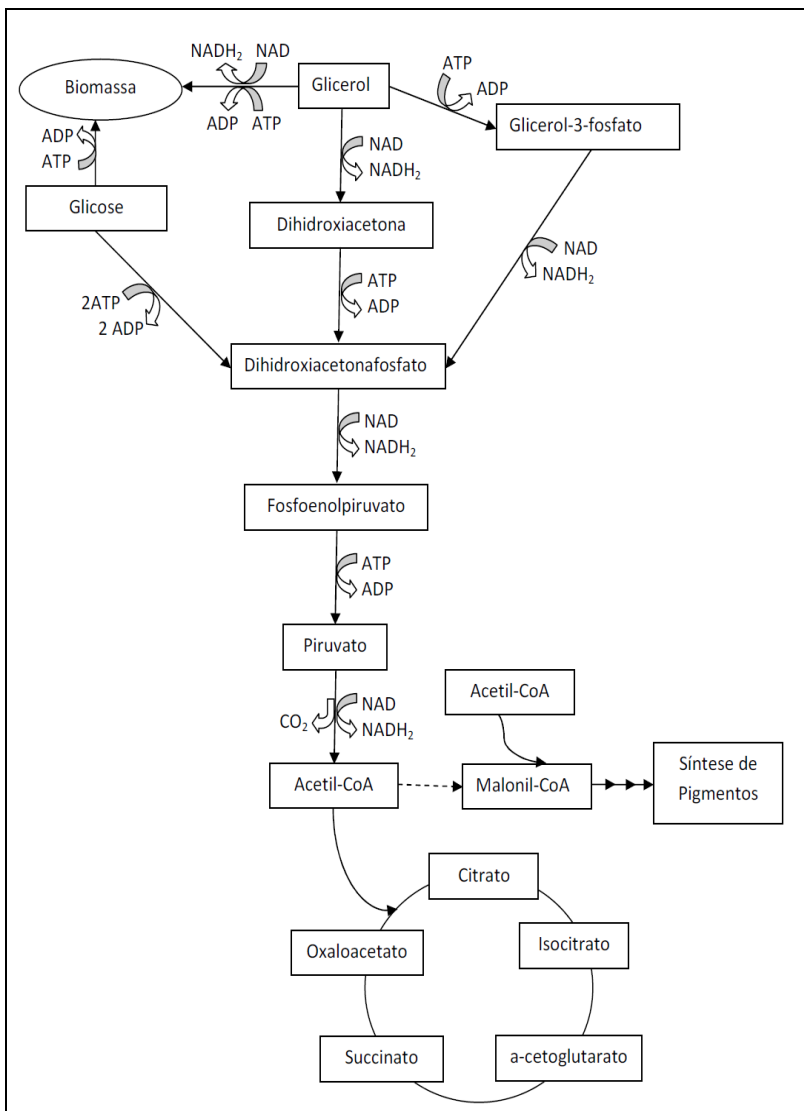 NADH₂ NAD
Biomassa
Glicerol
ADP ATP
ATP
ADP
Glicerol-3-fosfato
ADP
ATP
NAD
NADH₂
Glicose
Dihidroxiacetona
NAD
NADH₂
2ATP
2 ADP
ATP
ADP
Dihidroxiacetonafosfato
NAD
NADH₂
Fosfoenolpiruvato
ATP
ADP
Piruvato
CO₂
NAD
NADH₂
Acetil-CoA
Acetil-CoA
Malonil-CoA
Síntese de
Pigmentos
Citrato
Oxaloacetato
Isocitrato
Succinato
a-cetoglutarato